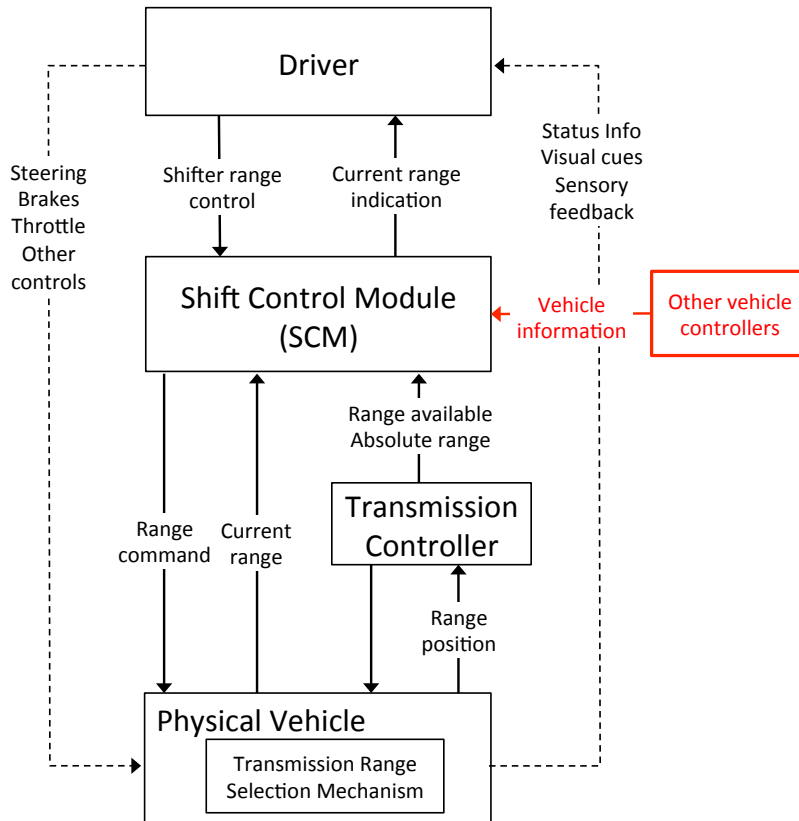 Driver
Steering
Brakes
Throttle
Other
controls
Shifter range
control
Current range
indication
Status Info
Visual cues
Sensory
feedback
Shift Control Module
(SCM)
Vehicle
information
Other vehicle
controllers
Range available
Absolute range
Transmission
Controller
Range
command
Current
range
Range
position
Physical Vehicle
Transmission Range
Selection Mechanism